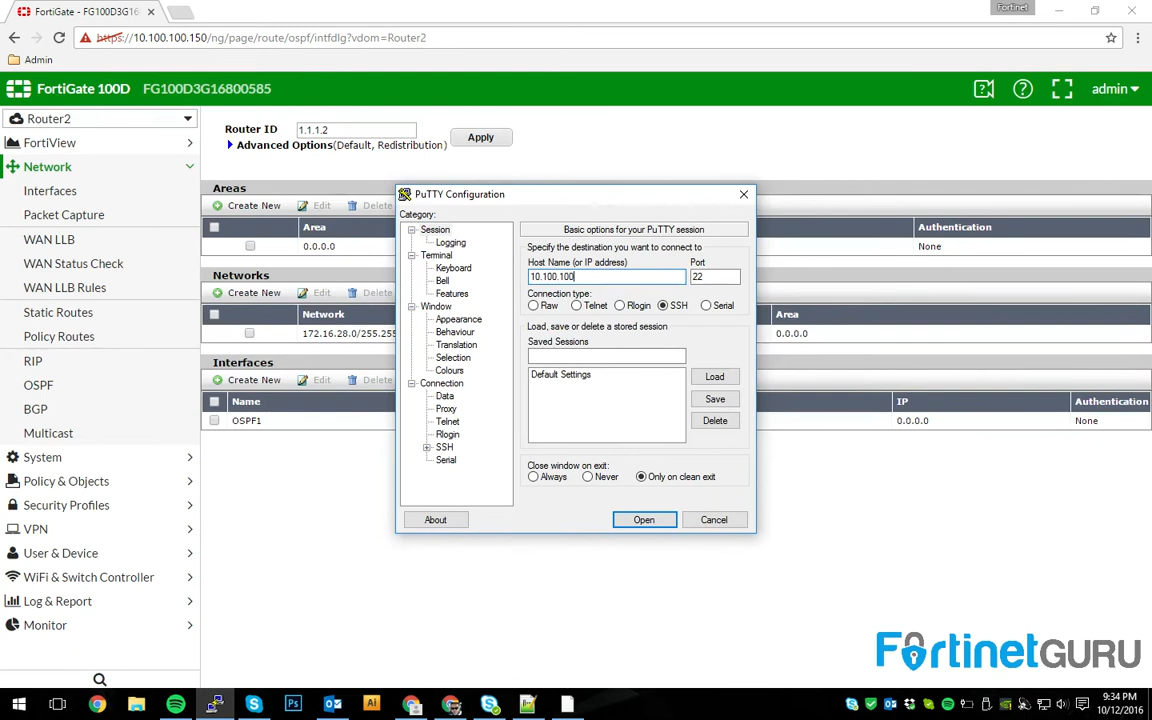 FortiGate - FG100D3G16
Fortinet
https://10.100.100.150/ng/page/route/ospf/intfdlg?vdom=Router2
Admin
FortiGate 100D FG100D3G16800585
admin
Router2
FortiView
Network
Interfaces
Packet Capture
WAN LLB
WAN Status Check
WAN LLB Rules
Static Routes
Policy Routes
RIP
OSPF
BGP
Multicast
System
Policy & Objects
Security Profiles
VPN
User & Device
WiFi & Switch Controller
Log & Report
Monitor
Router ID 1.1.1.2 Apply
Advanced Options(Default, Redistribution)
Areas
Create New Edit Delete
Area Authentication
0.0.0.0 None
Networks
Create New Edit Delete
Network Area
172.16.28.0/255.255 0.0.0.0
Interfaces
Create New Edit Delete
Name IP Authentication
OSPF1 0.0.0.0 None
PuTTY Configuration
Category:
Session
Logging
Terminal
Keyboard
Bell
Features
Window
Appearance
Behaviour
Translation
Selection
Colours
Connection
Data
Proxy
Telnet
Rlogin
SSH
Serial
Basic options for your PuTTY session
Specify the destination you want to connect to
Host Name (or IP address) Port
10.100.100 22
Connection type:
Raw Telnet Rlogin SSH Serial
Load, save or delete a stored session
Saved Sessions
Default Settings
Load
Save
Delete
Close window on exit:
Always Never Only on clean exit
About Open Cancel
FortinetGURU
Ps
Ai
9:34 PM
10/12/2016